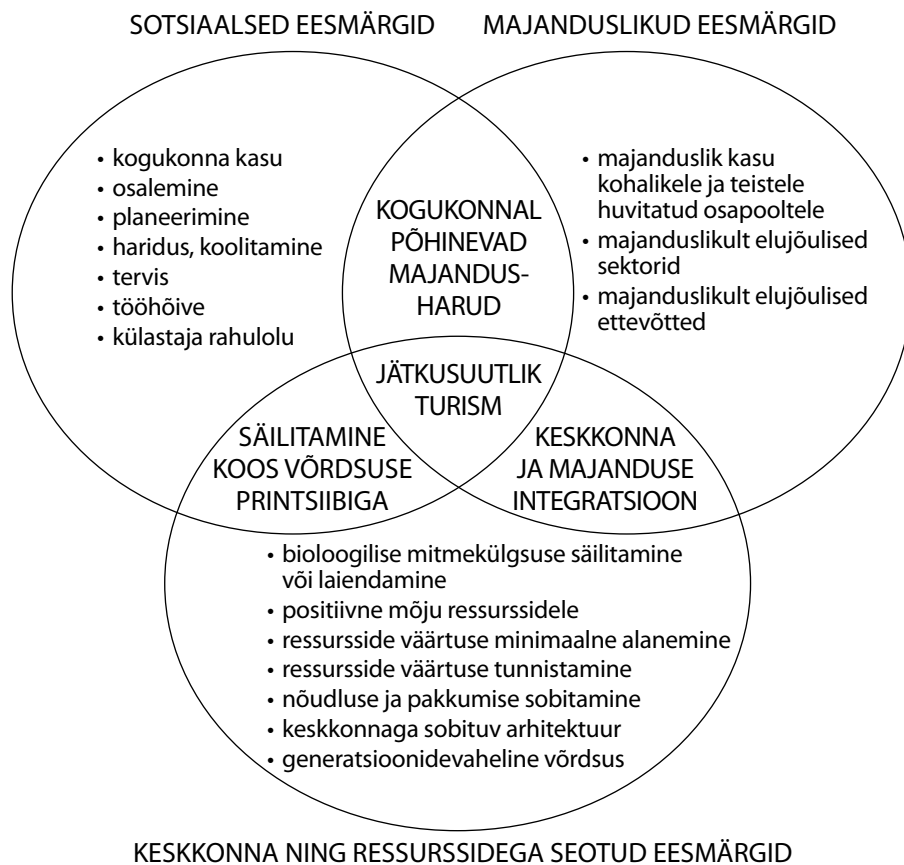 SOTSIAALSED EESMÄRGID
MAJANDUSLIKUD EESMÄRGID
• kogukonna kasu
• osalemine
• planeerimine
• haridus, koolitamine
• tervis
• tööhõive
• külastaja rahulolu
KOGUKONNAL
PÕHINEVAD
MAJANDUS-
HARUD
• majanduslik kasu
kohalikele ja teistele
huvitatud osapooltele
• majanduslikult elujõulised
sektorid
• majanduslikult elujõulised
ettevõtted
JÄTKUSUUTLIK
TURISM
SÄILITAMINE
KOOS VÕRDSUSE
PRINTSIIBIGA
KESKKONNA
JA MAJANDUSE
INTEGRATSIOON
• bioloogilise mitmekülgsuse säilitamine
või laiendamine
• positiivne mõju ressurssidele
• ressursside väärtuse minimaalne alanemine
• ressursside väärtuse tunnistamine
• nõudluse ja pakkumise sobitamine
• keskkonnaga sobituv arhitektuur
• generatsioonidevaheline võrdsus
KESKKONNA NING RESSURSSIDEGA SEOTUD EESMÄRGID